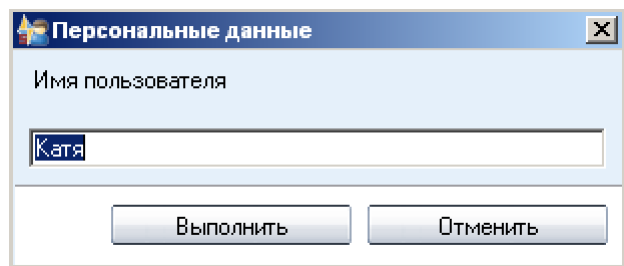 Персональные данные
Имя пользователя
Катя
Выполнить Отменить